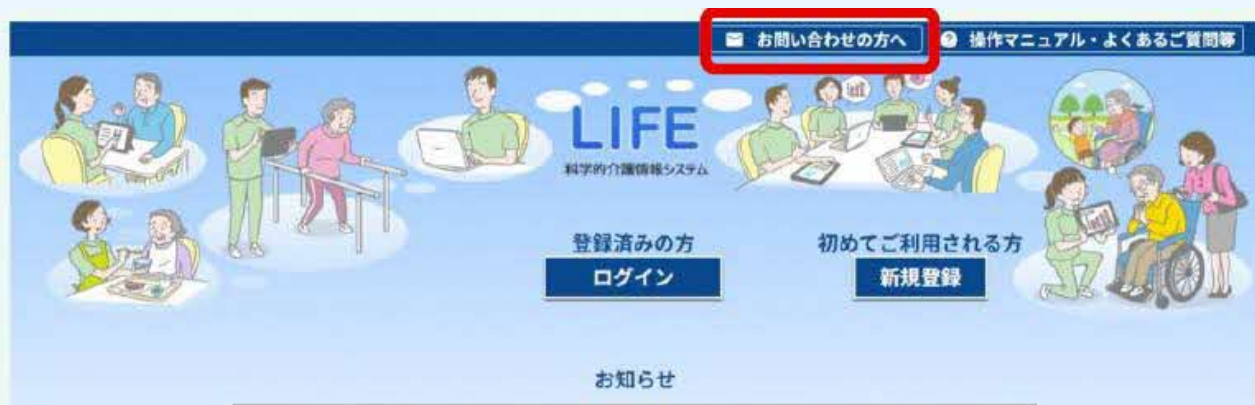 お問い合わせの方へ
操作マニュアル・よくあるご質問等
LIFE
科学的介護情報システム
登録済みの方
初めてご利用される方
ログイン
新規登録
お知らせ